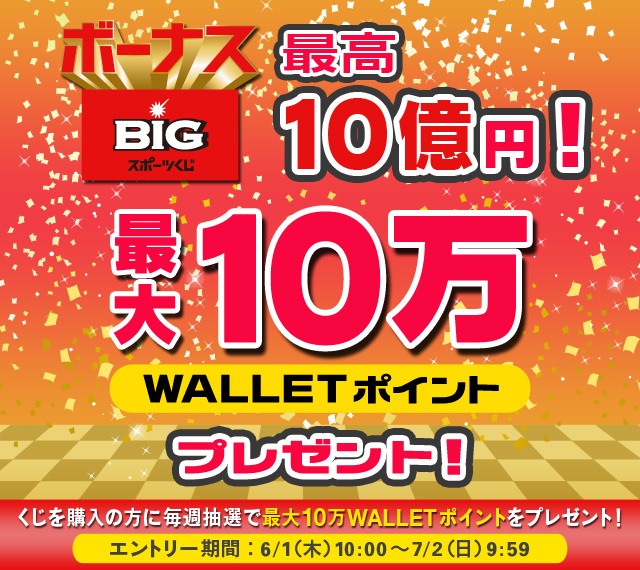 ボーナス
BIG
スポーツくじ
最高
10億円！
最大10万
WALLETポイント
プレゼント！
くじを購入の方に毎週抽選で最大10万WALLETポイントをプレゼント！
エントリー期間：6/1（木）10:00～7/2（日）9:59